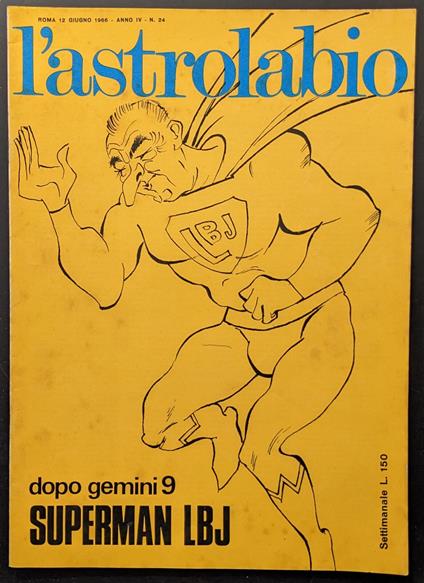 ROMA 12 GIUGNO 1966 - ANNO IV - N. 24
l'astrolabio
LBJ
dopo gemini 9
SUPERMAN LBJ
Settimanale L. 150